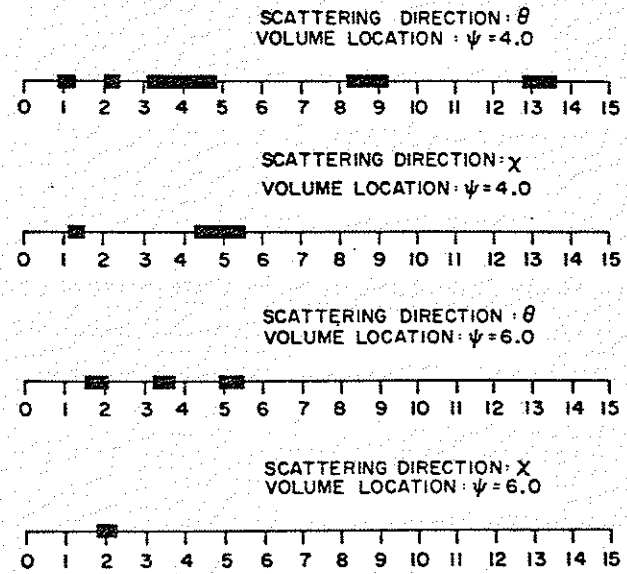 SCATTERING DIRECTION: θ
VOLUME LOCATION : ψ=4.0
0 1 2 3 4 5 6 7 8 9 10 11 12 13 14 15
SCATTERING DIRECTION: χ
VOLUME LOCATION: ψ=4.0
0 1 2 3 4 5 6 7 8 9 10 11 12 13 14 15
SCATTERING DIRECTION: θ
VOLUME LOCATION: ψ=6.0
0 1 2 3 4 5 6 7 8 9 10 11 12 13 14 15
SCATTERING DIRECTION: χ
VOLUME LOCATION: ψ=6.0
0 1 2 3 4 5 6 7 8 9 10 11 12 13 14 15